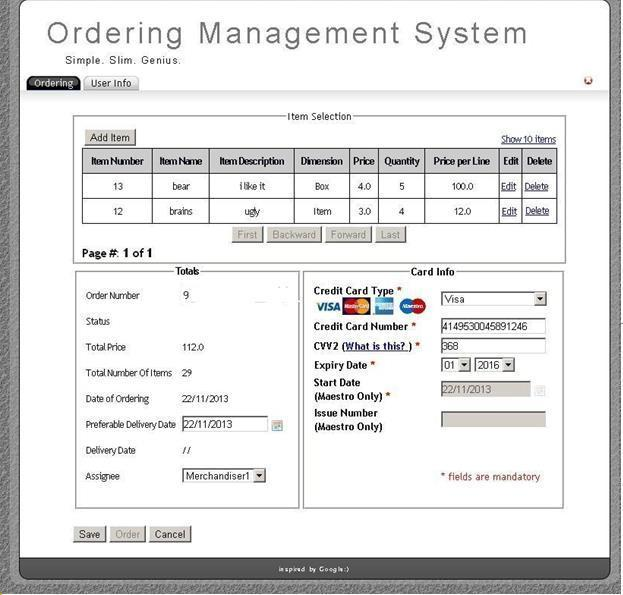 Ordering Management System
Simple. Slim. Genius.
Ordering User Info
Item Selection
Add Item
Show 10 items
Item Number Item Name Item Description Dimension Price Quantity Price per Line Edit Delete
13 bear i like it Box 4.0 5 100.0 Edit Delete
12 brains ugly Item 3.0 4 12.0 Edit Delete
First Backward Forward Last
Page #: 1 of 1
Totals
Order Number 9
Status
Total Price 112.0
Total Number Of Items 29
Date of Ordering 22/11/2013
Preferable Delivery Date 22/11/2013
Delivery Date //
Assignee Merchandiser1
Card Info
Credit Card Type * Visa
VISA MasterCard Maestro
Credit Card Number * 4149530045891246
CVV2 (What is this? ) * 368
Expiry Date * 01 2016
Start Date
(Maestro Only) * 22/11/2013
Issue Number
(Maestro Only)
* fields are mandatory
Save Order Cancel
inspired by Google:)